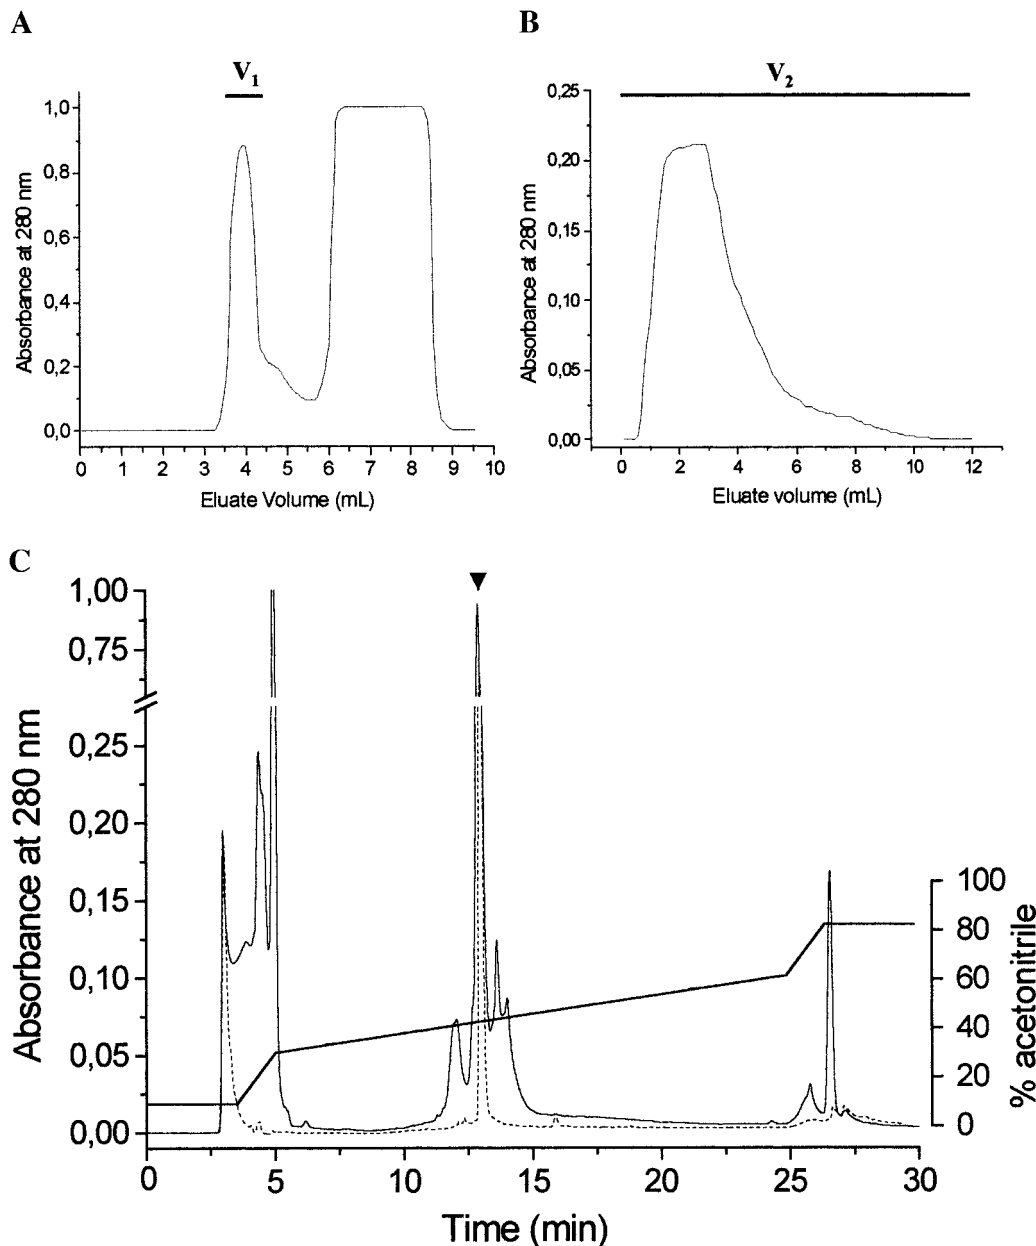 A
V1
1,0
0,8
0,6
0,4
0,2
0,0
Absorbance at 280 nm
0 1 2 3 4 5 6 7 8 9 10
Eluate Volume (mL)
B
V2
0,25
0,20
0,15
0,10
0,05
0,00
Absorbance at 280 nm
0 2 4 6 8 10 12
Eluate volume (mL)
C
1,00
0,75
0,25
0,20
0,15
0,10
0,05
0,00
Absorbance at 280 nm
100
80
60
40
20
0
% acetonitrile
0 5 10 15 20 25 30
Time (min)